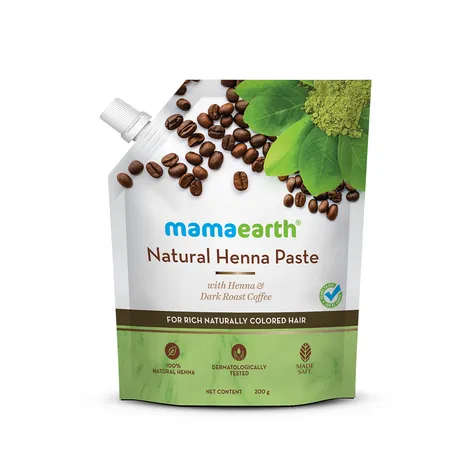 mamaearth®
Natural Henna Paste
with Henna &
Dark Roast Coffee
FOR RICH NATURALLY COLORED HAIR
100%
NATURAL HENNA
DERMATOLOGICALLY
TESTED
MADE
SAFE
NET CONTENT 200 g